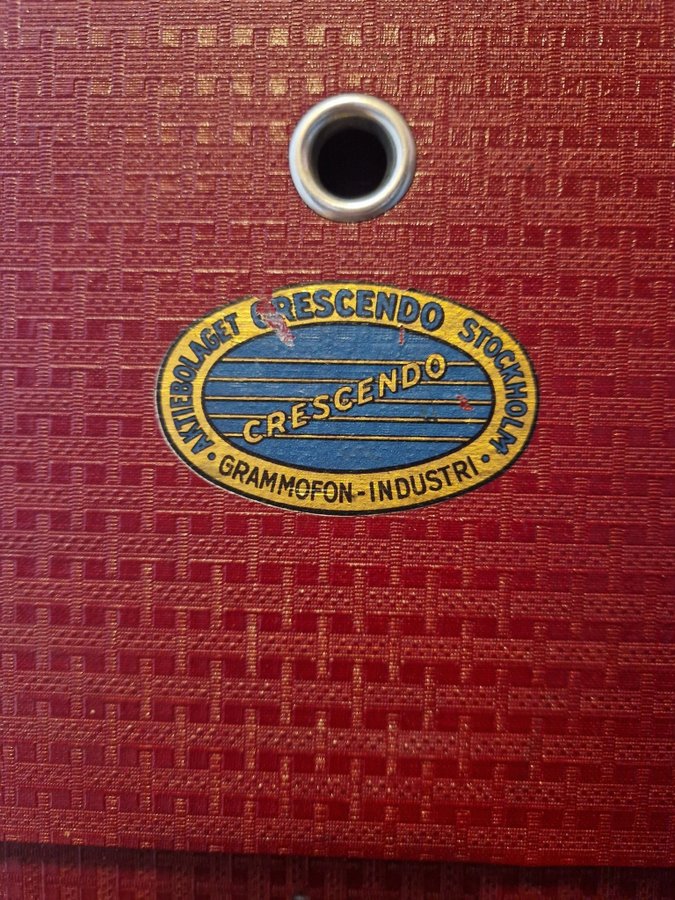 AKTIEBOLAGET CRESCENDO STOCKHOLM
CRESCENDO
• GRAMMOFON-INDUSTRI •